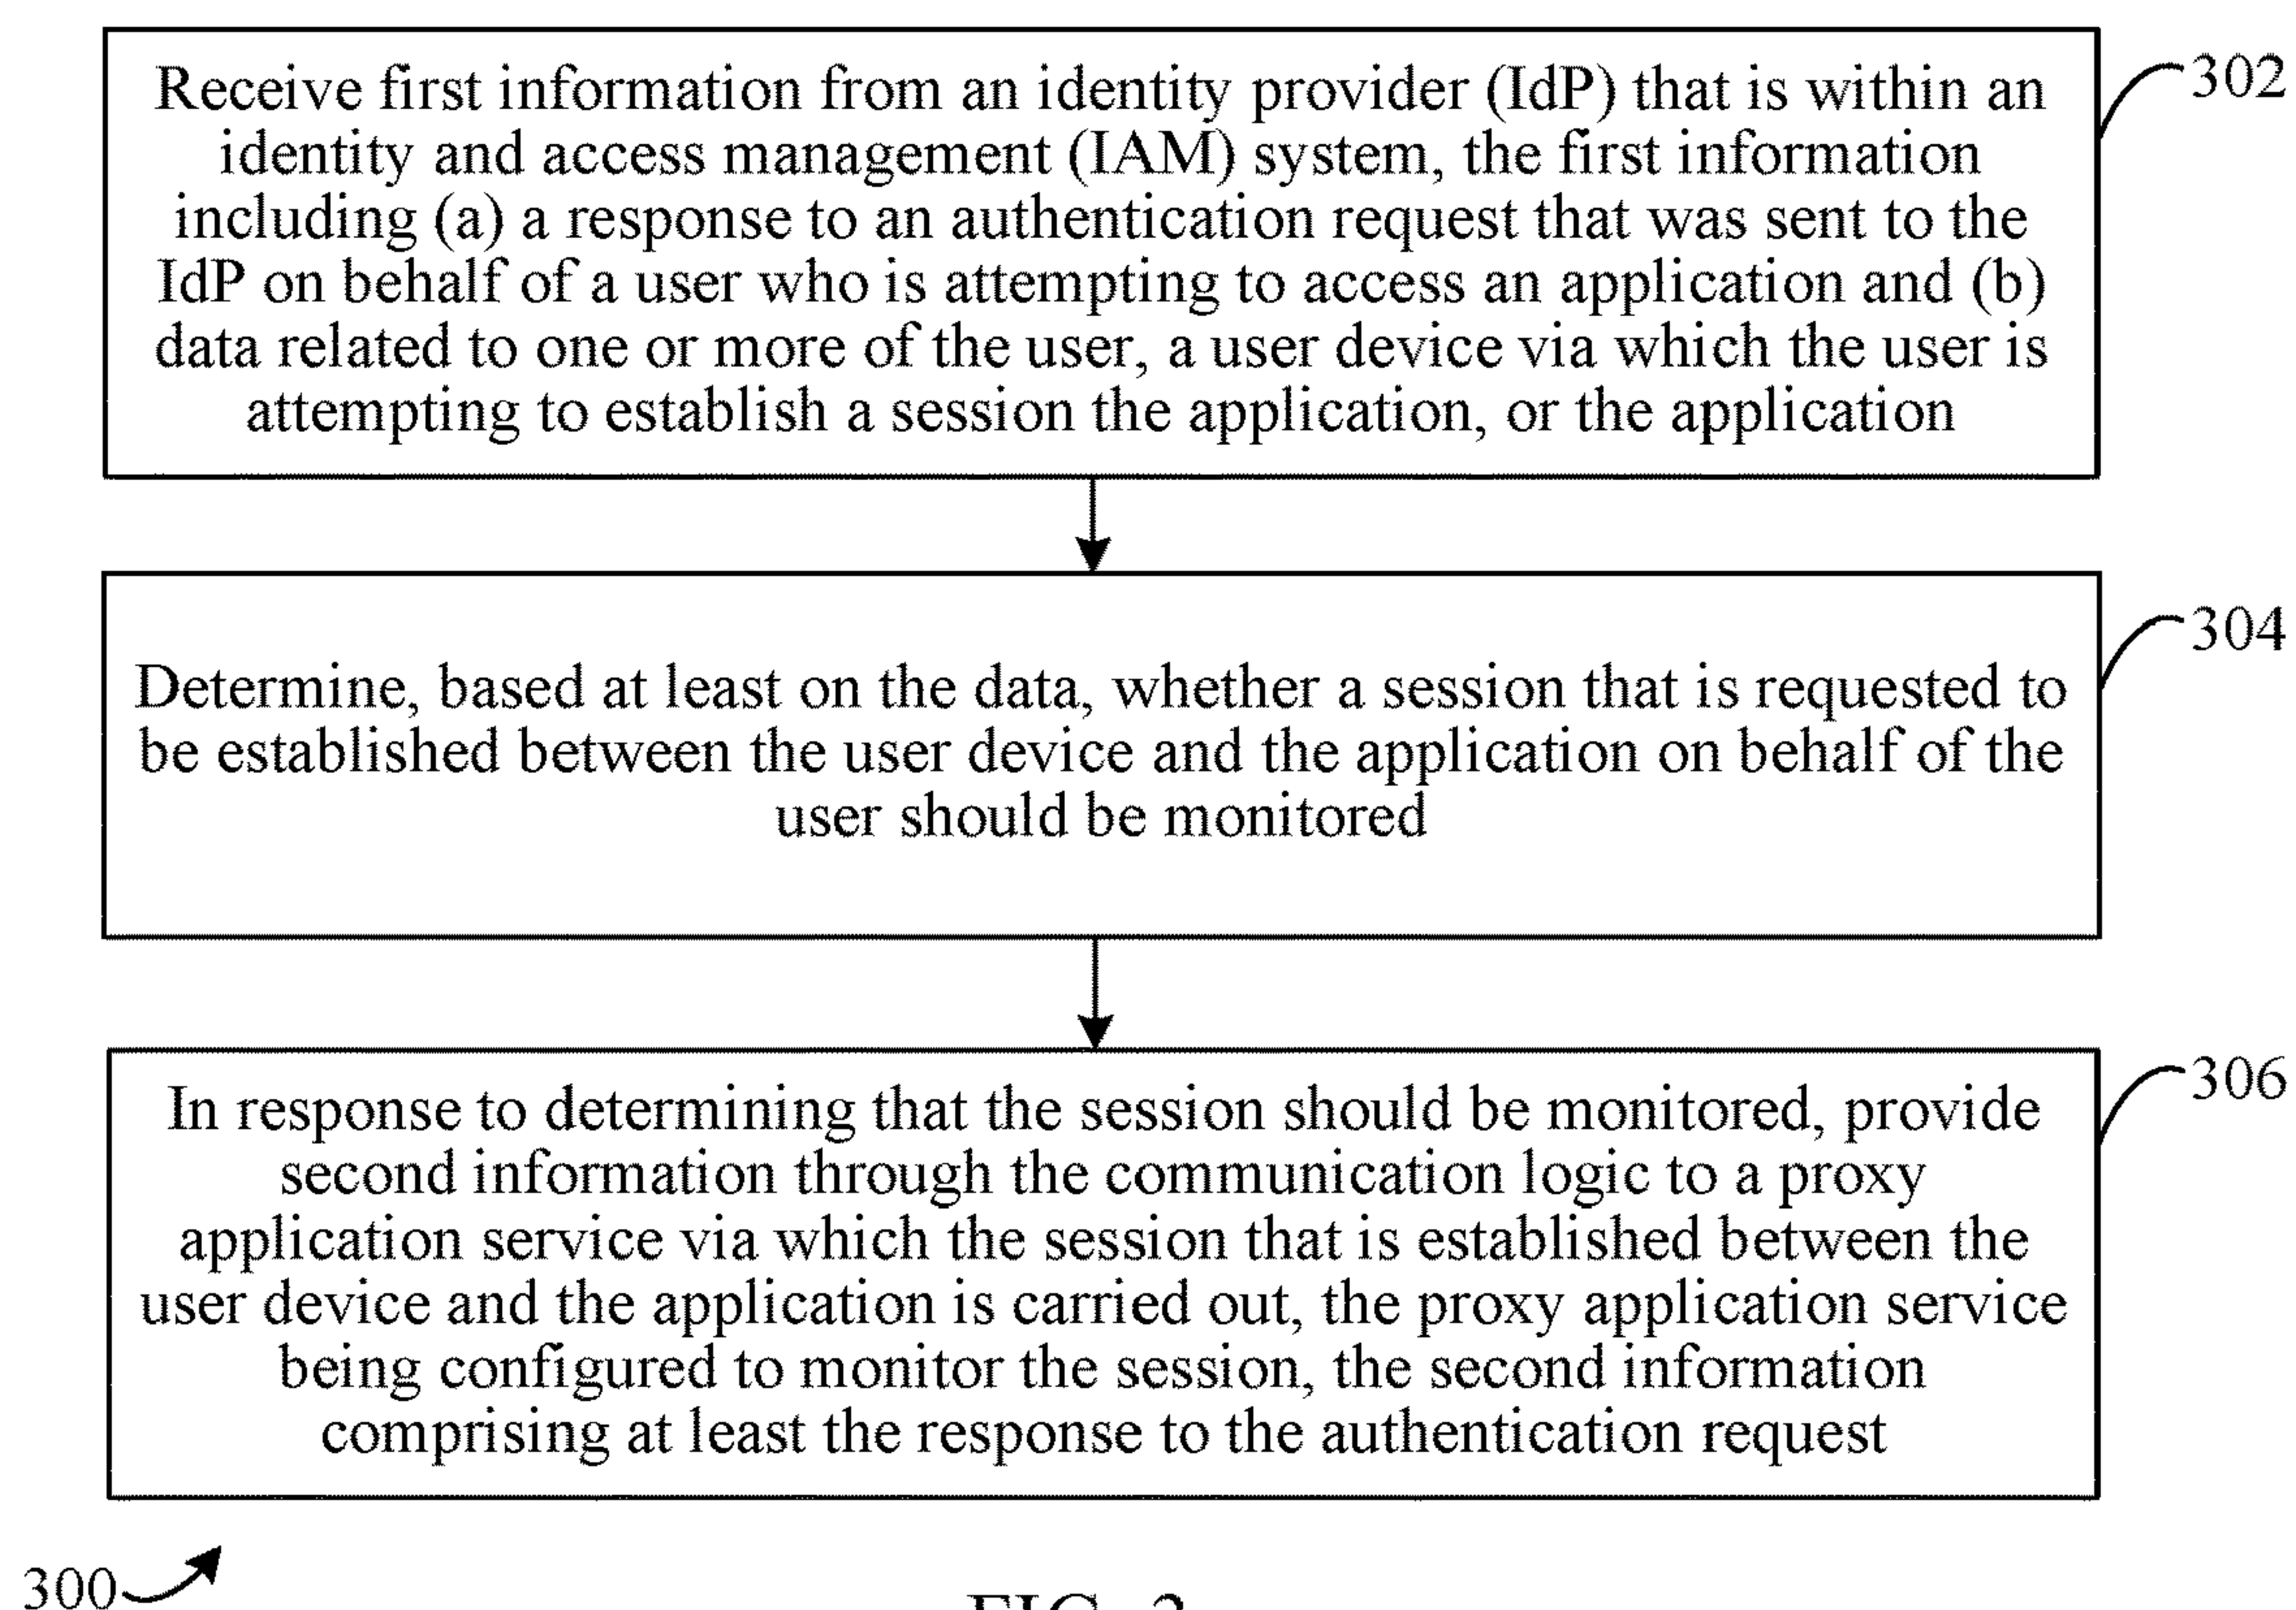 Receive first information from an identity provider (IdP) that is within an
identity and access management (IAM) system, the first information
including (a) a response to an authentication request that was sent to the
IdP on behalf of a user who is attempting to access an application and (b)
data related to one or more of the user, a user device via which the user is
attempting to establish a session the application, or the application
302
Determine, based at least on the data, whether a session that is requested to
be established between the user device and the application on behalf of the
user should be monitored
304
In response to determining that the session should be monitored, provide
second information through the communication logic to a proxy
application service via which the session that is established between the
user device and the application is carried out, the proxy application service
being configured to monitor the session, the second information
comprising at least the response to the authentication request
306
300
FIG.